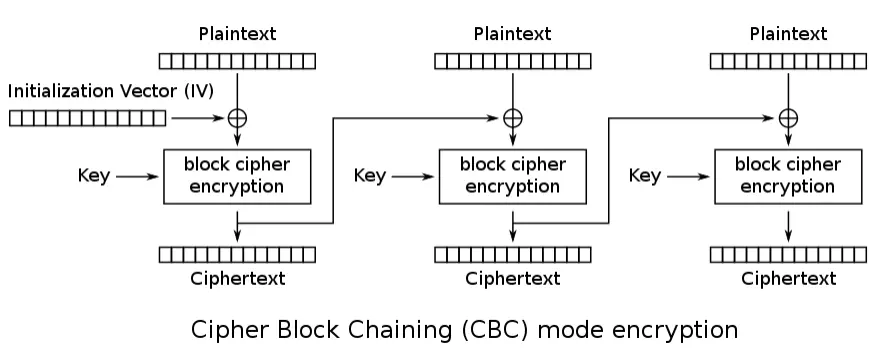 Plaintext
Plaintext
Plaintext
Initialization Vector (IV)
Key
block cipher
encryption
Key
block cipher
encryption
Key
block cipher
encryption
Ciphertext
Ciphertext
Ciphertext
Cipher Block Chaining (CBC) mode encryption